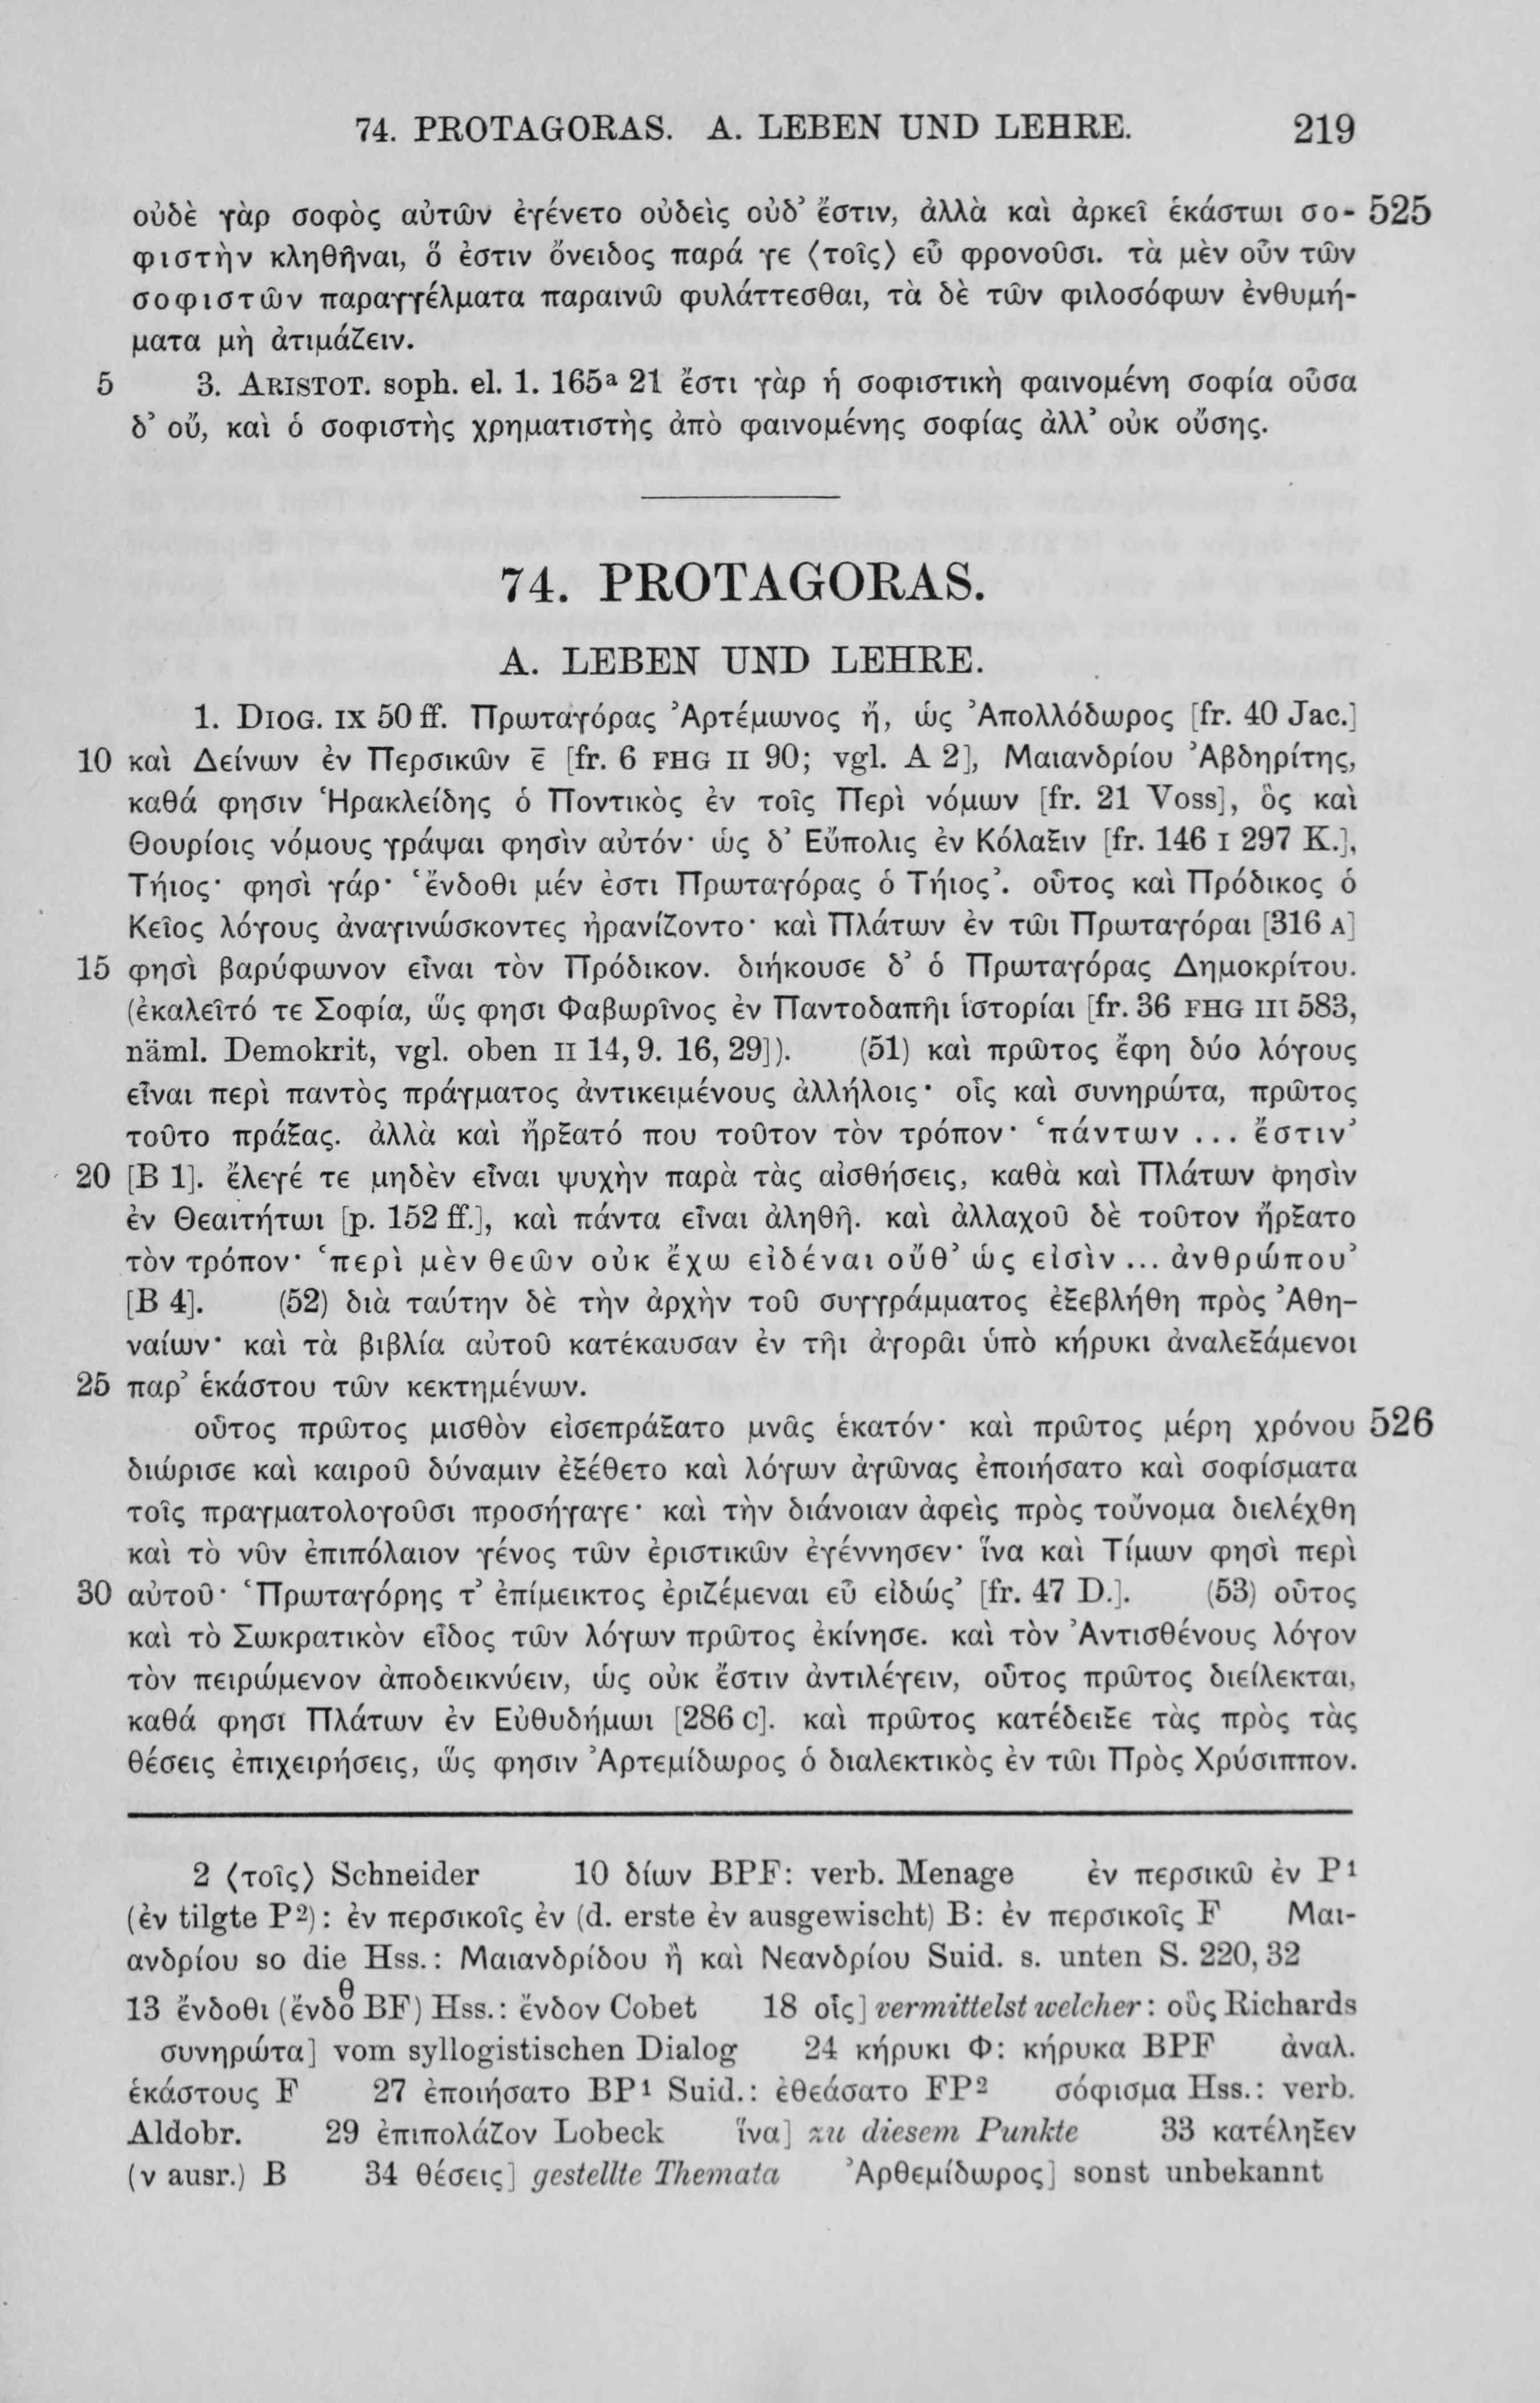 74. PROTAGORAS. A. LEBEN UND LEHRE. 219
οὐδὲ γὰρ σοφὸς αὐτῶν ἐγένετο οὐδεὶς οὐδ’ ἔστιν, ἀλλὰ καὶ ἀρκεῖ ἑκάστωι σο- 525
φιστὴν κληθῆναι, ὅ ἐστιν ὄνειδος παρά γε ⟨τοῖς⟩ εὖ φρονοῦσι. τὰ μὲν οὖν τῶν
σοφιστῶν παραγγέλματα παραινῶ φυλάττεσθαι, τὰ δὲ τῶν φιλοσόφων ἐνθυμή-
ματα μὴ ἀτιμάζειν.
5 3. ARISTOT. soph. el. 1. 165ª 21 ἔστι γὰρ ἡ σοφιστικὴ φαινομένη σοφία οὖσα
δ’ οὔ, καὶ ὁ σοφιστὴς χρηματιστὴς ἀπὸ φαινομένης σοφίας ἀλλ’ οὐκ οὔσης.
74. PROTAGORAS.
A. LEBEN UND LEHRE.
1. DIOG. IX 50 ff. Πρωταγόρας Ἀρτέμωνος ἤ, ὡς Ἀπολλόδωρος [fr. 40 Jac.]
10 καὶ Δείνων ἐν Περσικῶν ε̄ [fr. 6 FHG II 90; vgl. A 2], Μαιανδρίου Ἀβδηρίτης,
καθά φησιν Ἡρακλείδης ὁ Ποντικὸς ἐν τοῖς Περὶ νόμων [fr. 21 Voss], ὃς καὶ
Θουρίοις νόμους γράψαι φησὶν αὐτόν· ὡς δ’ Εὔπολις ἐν Κόλαξιν [fr. 146 I 297 K.],
Τήιος· φησὶ γάρ· ‘ἔνδοθι μέν ἐστι Πρωταγόρας ὁ Τήιος’. οὗτος καὶ Πρόδικος ὁ
Κεῖος λόγους ἀναγινώσκοντες ἠρανίζοντο· καὶ Πλάτων ἐν τῶι Πρωταγόραι [316 A]
15 φησὶ βαρύφωνον εἶναι τὸν Πρόδικον. διήκουσε δ’ ὁ Πρωταγόρας Δημοκρίτου.
(ἐκαλεῖτό τε Σοφία, ὥς φησι Φαβωρῖνος ἐν Παντοδαπῆι ἱστορίαι [fr. 36 FHG III 583,
näml. Demokrit, vgl. oben II 14, 9. 16, 29]). (51) καὶ πρῶτος ἔφη δύο λόγους
εἶναι περὶ παντὸς πράγματος ἀντικειμένους ἀλλήλοις· οἷς καὶ συνηρώτα, πρῶτος
τοῦτο πράξας. ἀλλὰ καὶ ἤρξατό που τοῦτον τὸν τρόπον· ‘πάντων ... ἔστιν’
20 [B 1]. ἔλεγέ τε μηδὲν εἶναι ψυχὴν παρὰ τὰς αἰσθήσεις, καθὰ καὶ Πλάτων φησὶν
ἐν Θεαιτήτωι [p. 152 ff.], καὶ πάντα εἶναι ἀληθῆ. καὶ ἀλλαχοῦ δὲ τοῦτον ἤρξατο
τὸν τρόπον· ‘περὶ μὲν θεῶν οὐκ ἔχω εἰδέναι οὔθ’ ὡς εἰσὶν ... ἀνθρώπου’
[B 4]. (52) διὰ ταύτην δὲ τὴν ἀρχὴν τοῦ συγγράμματος ἐξεβλήθη πρὸς Ἀθη-
ναίων· καὶ τὰ βιβλία αὐτοῦ κατέκαυσαν ἐν τῆι ἀγορᾶι ὑπὸ κήρυκι ἀναλεξάμενοι
25 παρ’ ἑκάστου τῶν κεκτημένων.
οὗτος πρῶτος μισθὸν εἰσεπράξατο μνᾶς ἑκατόν· καὶ πρῶτος μέρη χρόνου 526
διώρισε καὶ καιροῦ δύναμιν ἐξέθετο καὶ λόγων ἀγῶνας ἐποιήσατο καὶ σοφίσματα
τοῖς πραγματολογοῦσι προσήγαγε· καὶ τὴν διάνοιαν ἀφεὶς πρὸς τοὔνομα διελέχθη
καὶ τὸ νῦν ἐπιπόλαιον γένος τῶν ἐριστικῶν ἐγέννησεν· ἵνα καὶ Τίμων φησὶ περὶ
30 αὐτοῦ· ‘Πρωταγόρης τ’ ἐπίμεικτος ἐριζέμεναι εὖ εἰδώς’ [fr. 47 D.]. (53) οὗτος
καὶ τὸ Σωκρατικὸν εἶδος τῶν λόγων πρῶτος ἐκίνησε. καὶ τὸν Ἀντισθένους λόγον
τὸν πειρώμενον ἀποδεικνύειν, ὡς οὐκ ἔστιν ἀντιλέγειν, οὗτος πρῶτος διείλεκται,
καθά φησι Πλάτων ἐν Εὐθυδήμωι [286 C]. καὶ πρῶτος κατέδειξε τὰς πρὸς τὰς
θέσεις ἐπιχειρήσεις, ὥς φησιν Ἀρτεμίδωρος ὁ διαλεκτικὸς ἐν τῶι Πρὸς Χρύσιππον.
2 ⟨τοῖς⟩ Schneider 10 δίων BPF: verb. Menage ἐν περσικῶ ἐν P¹
(ἐν tilgte P²): ἐν περσικοῖς ἐν (d. erste ἐν ausgewischt) B: ἐν περσικοῖς F Μαι-
ανδρίου so die Hss.: Μαιανδρίδου ἢ καὶ Νεανδρίου Suid. s. unten S. 220, 32
13 ἔνδοθι (ἔνδοθ BF) Hss.: ἔνδον Cobet 18 οἷς] vermittelst welcher: οὓς Richards
συνηρώτα] vom syllogistischen Dialog 24 κήρυκι Φ: κήρυκα BPF ἀναλ.
ἑκάστους F 27 ἐποιήσατο BP¹ Suid.: ἐθεάσατο FP² σόφισμα Hss.: verb.
Aldobr. 29 ἐπιπολάζον Lobeck ἵνα] zu diesem Punkte 33 κατέληξεν
(ν ausr.) B 34 θέσεις] gestellte Themata Ἀρθεμίδωρος] sonst unbekannt